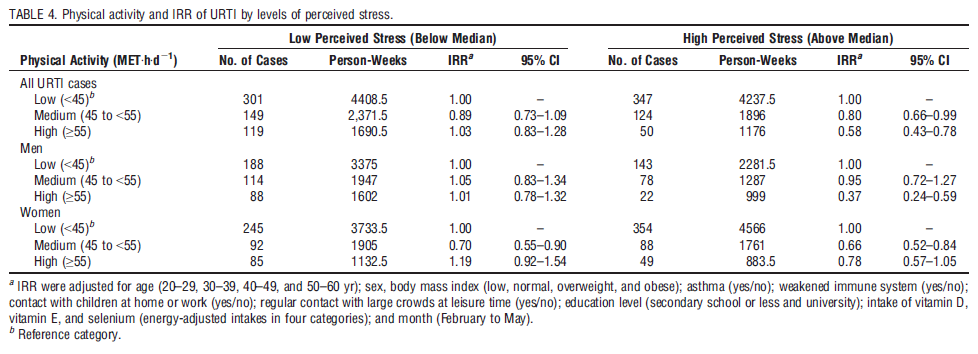 TABLE 4. Physical activity and IRR of URTI by levels of perceived stress.
Low Perceived Stress (Below Median) High Perceived Stress (Above Median)
Physical Activity (MET·h·d⁻¹) No. of Cases Person-Weeks IRRᵃ 95% CI No. of Cases Person-Weeks IRRᵃ 95% CI
All URTI cases
Low (<45)ᵇ 301 4408.5 1.00 – 347 4237.5 1.00 –
Medium (45 to <55) 149 2,371.5 0.89 0.73–1.09 124 1896 0.80 0.66–0.99
High (≥55) 119 1690.5 1.03 0.83–1.28 50 1176 0.58 0.43–0.78
Men
Low (<45)ᵇ 188 3375 1.00 – 143 2281.5 1.00 –
Medium (45 to <55) 114 1947 1.05 0.83–1.34 78 1287 0.95 0.72–1.27
High (≥55) 88 1602 1.01 0.78–1.32 22 999 0.37 0.24–0.59
Women
Low (<45)ᵇ 245 3733.5 1.00 – 354 4566 1.00 –
Medium (45 to <55) 92 1905 0.70 0.55–0.90 88 1761 0.66 0.52–0.84
High (≥55) 85 1132.5 1.19 0.92–1.54 49 883.5 0.78 0.57–1.05
ᵃ IRR were adjusted for age (20–29, 30–39, 40–49, and 50–60 yr); sex, body mass index (low, normal, overweight, and obese); asthma (yes/no); weakened immune system (yes/no);
contact with children at home or work (yes/no); regular contact with large crowds at leisure time (yes/no); education level (secondary school or less and university); intake of vitamin D,
vitamin E, and selenium (energy-adjusted intakes in four categories); and month (February to May).
ᵇ Reference category.